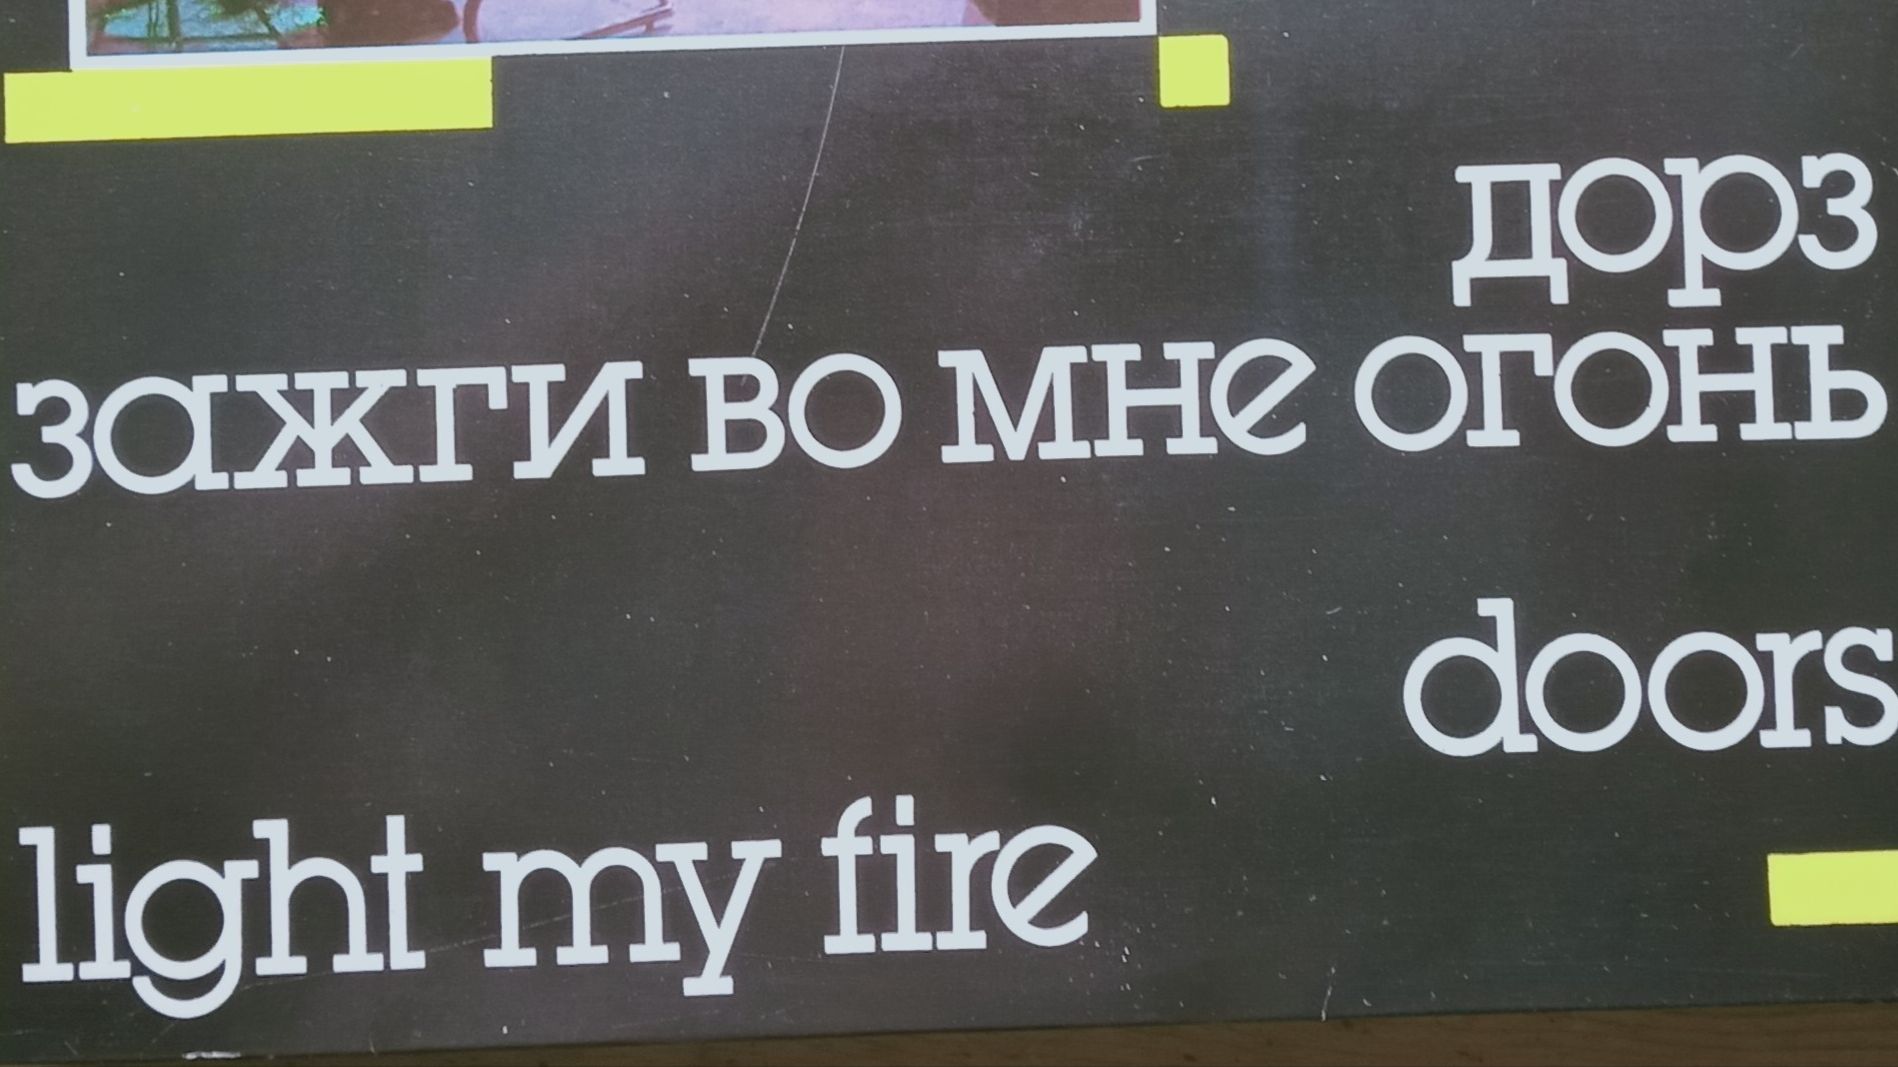 дорз
зажги во мне огонь
doors
light my fire